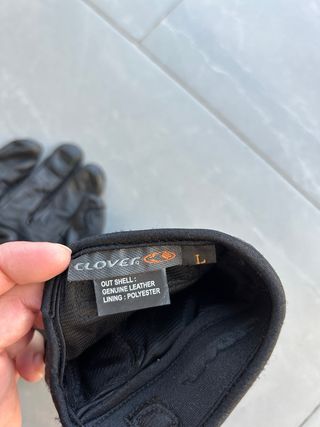 CLOVER
L
OUT SHELL :
GENUINE LEATHER
LINING : POLYESTER